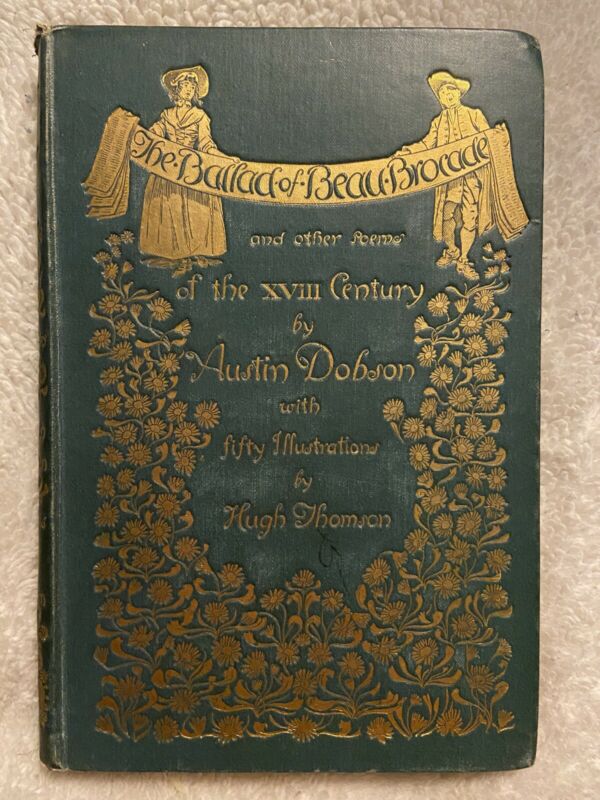 The·Ballad·of·Beau·Brocade
and other Poems
of the XVIII Century
by
Austin Dobson
with
fifty Illustrations
by
Hugh Thomson